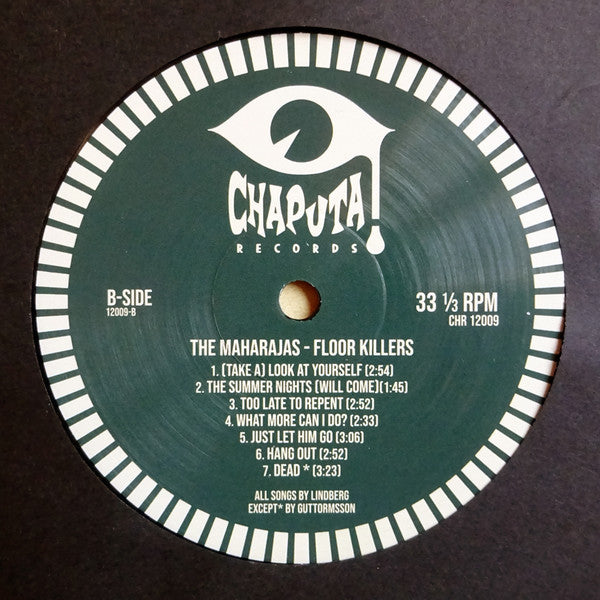 CHAPUTA!
RECORDS
B-SIDE
12009-B
33 ⅓ RPM
CHR 12009
THE MAHARAJAS - FLOOR KILLERS
1. (TAKE A) LOOK AT YOURSELF (2:54)
2. THE SUMMER NIGHTS (WILL COME)(1:45)
3. TOO LATE TO REPENT (2:52)
4. WHAT MORE CAN I DO? (2:33)
5. JUST LET HIM GO (3:06)
6. HANG OUT (2:52)
7. DEAD * (3:23)
ALL SONGS BY LINDBERG
EXCEPT* BY GUTTORMSSON